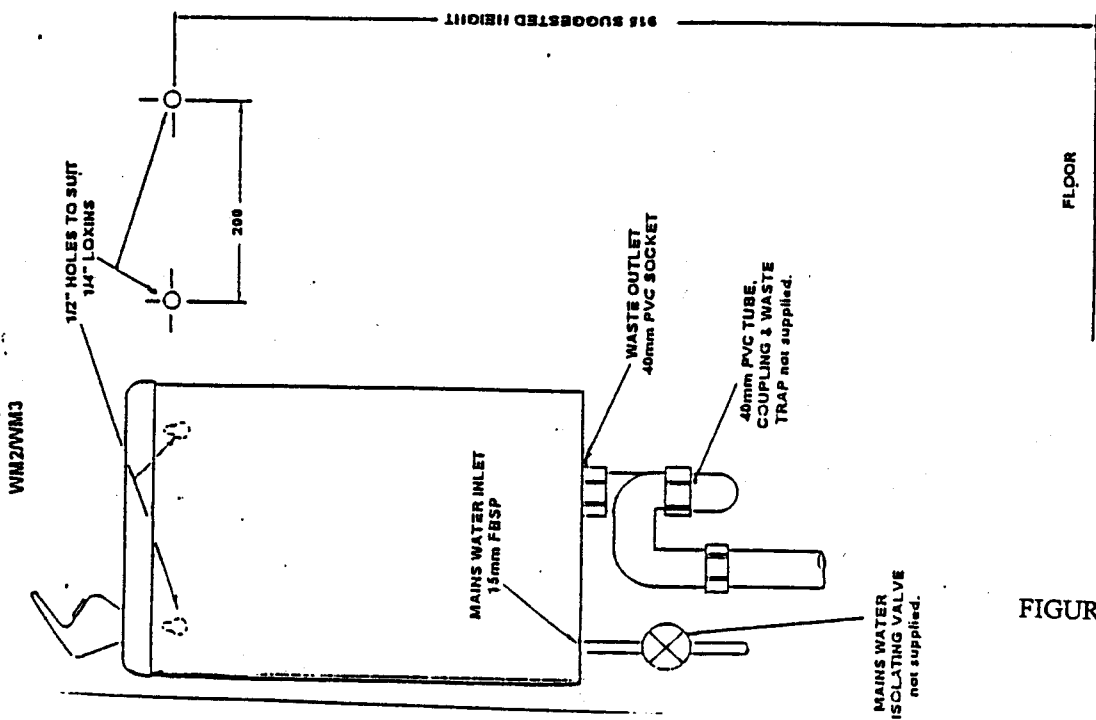 WM2/WM3
1/2" HOLES TO SUIT
1/4" LOXINS
915 SUGGESTED HEIGHT
200
MAINS WATER INLET
15mm FBSP
WASTE OUTLET
40mm PVC SOCKET
40mm PVC TUBE,
COUPLING & WASTE
TRAP not supplied.
MAINS WATER
ISOLATING VALVE
not supplied.
FLOOR
FIGUR